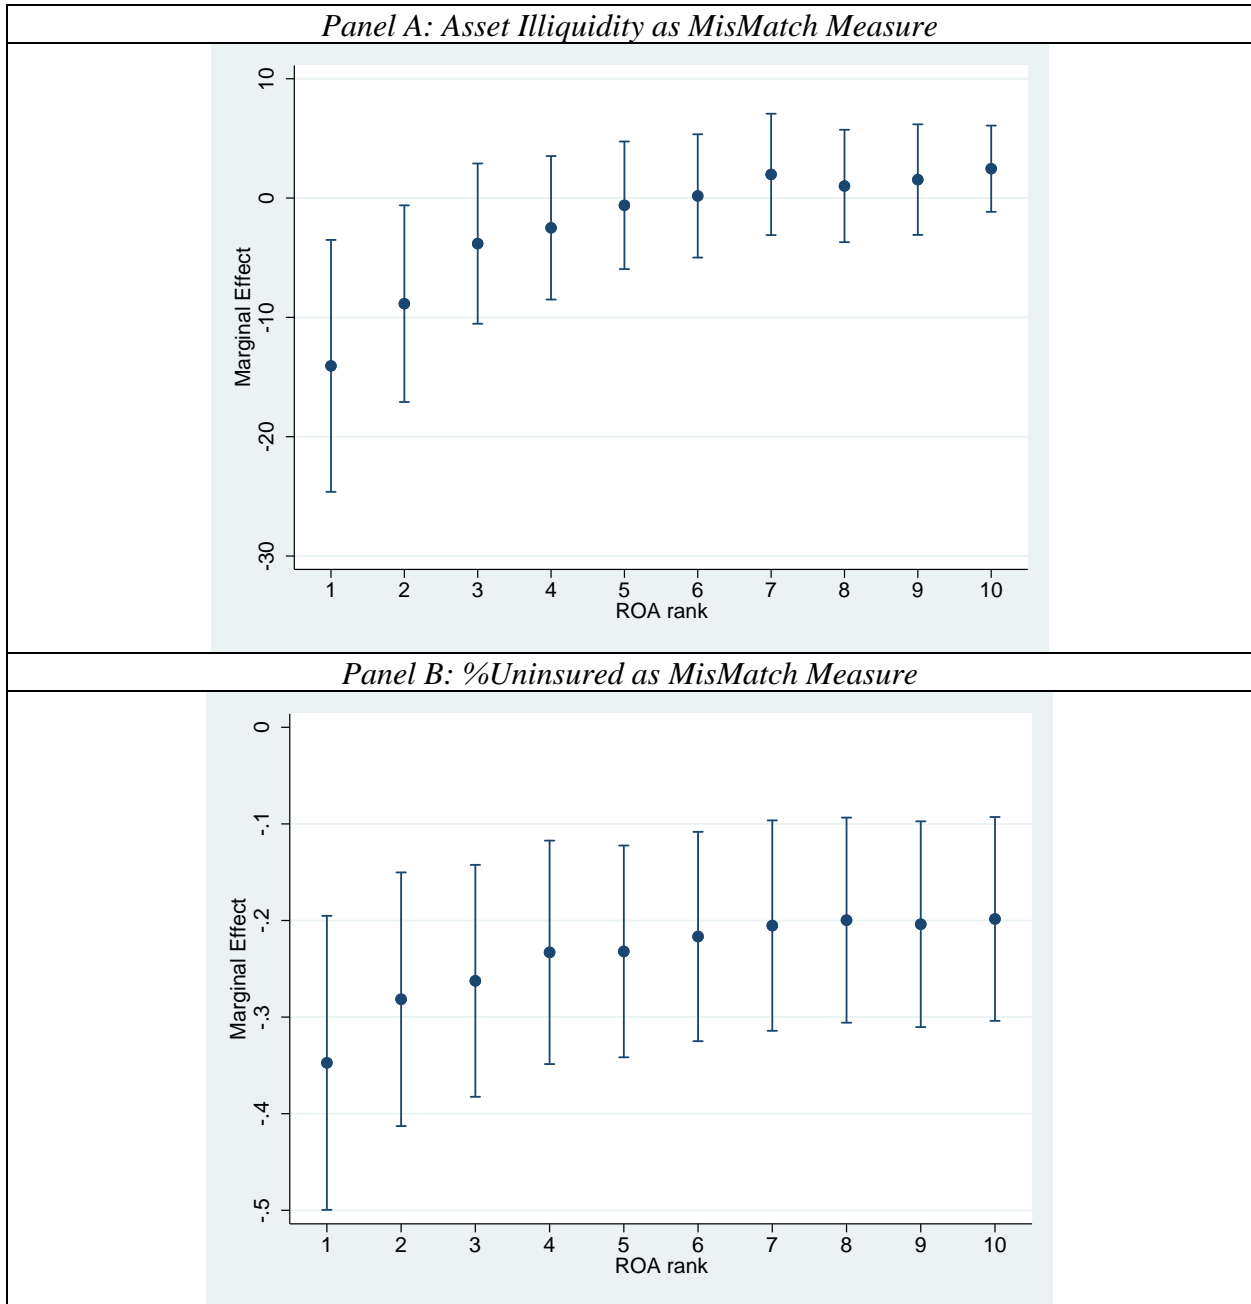 Panel A: Asset Illiquidity as MisMatch Measure
10
0
-10
-20
-30
Marginal Effect
1 2 3 4 5 6 7 8 9 10
ROA rank
Panel B: %Uninsured as MisMatch Measure
0
-.1
-.2
-.3
-.4
-.5
Marginal Effect
1 2 3 4 5 6 7 8 9 10
ROA rank